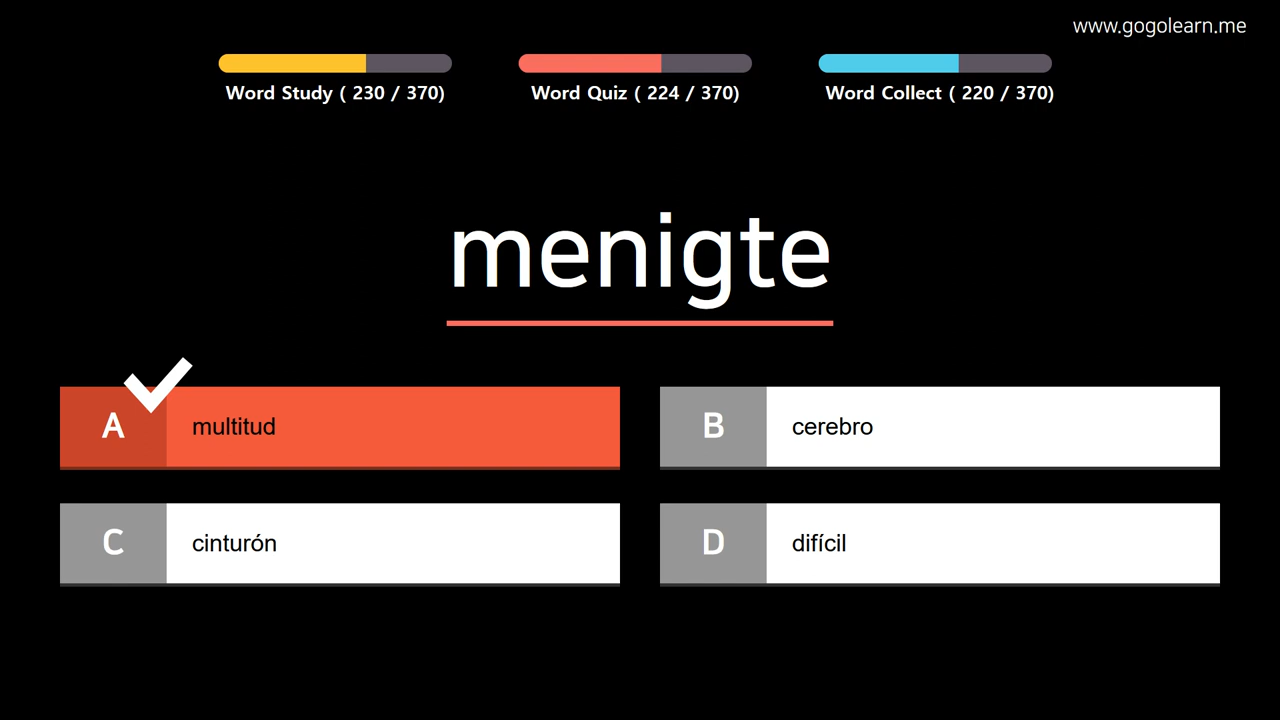 www.gogolearn.me
Word Study ( 230 / 370)
Word Quiz ( 224 / 370)
Word Collect ( 220 / 370)
menigte
A multitud
B cerebro
C cinturón
D difícil